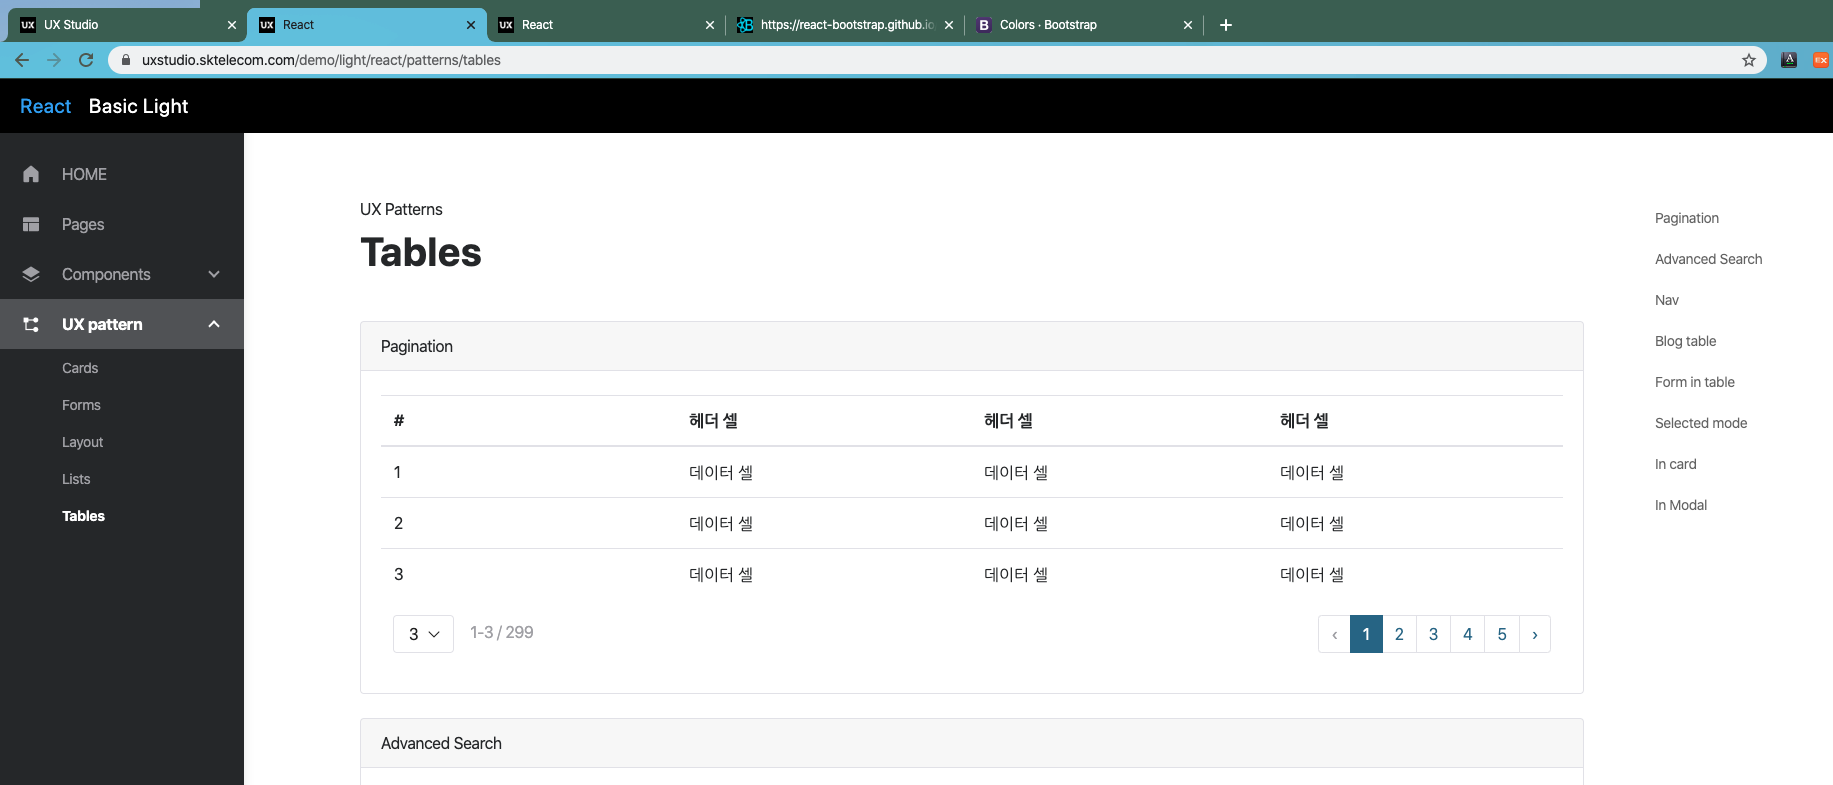 UX Studio
React
React
https://react-bootstrap.github.io
Colors · Bootstrap
uxstudio.sktelecom.com/demo/light/react/patterns/tables
React Basic Light
HOME
Pages
Components
UX pattern
Cards
Forms
Layout
Lists
Tables
UX Patterns
Tables
Pagination
# 헤더 셀 헤더 셀 헤더 셀
1 데이터 셀 데이터 셀 데이터 셀
2 데이터 셀 데이터 셀 데이터 셀
3 데이터 셀 데이터 셀 데이터 셀
3 1-3 / 299 ‹ 1 2 3 4 5 ›
Advanced Search
Pagination
Advanced Search
Nav
Blog table
Form in table
Selected mode
In card
In Modal